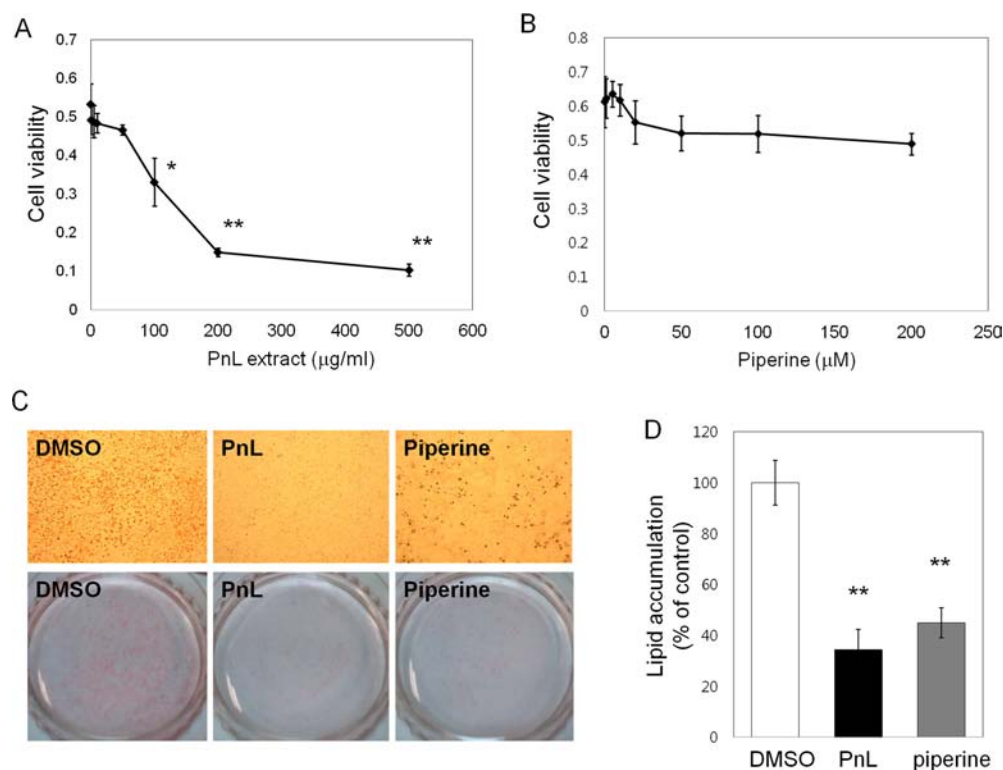 A
0.7
0.6
0.5
0.4
0.3
0.2
0.1
0
Cell viability
*
**
**
0 100 200 300 400 500 600
PnL extract (μg/ml)
B
0.8
0.7
0.6
0.5
0.4
0.3
0.2
0.1
0
Cell viability
0 50 100 150 200 250
Piperine (μM)
C
DMSO PnL Piperine
DMSO PnL Piperine
D
120
100
80
60
40
20
0
Lipid accumulation
(% of control)
**
**
DMSO PnL piperine